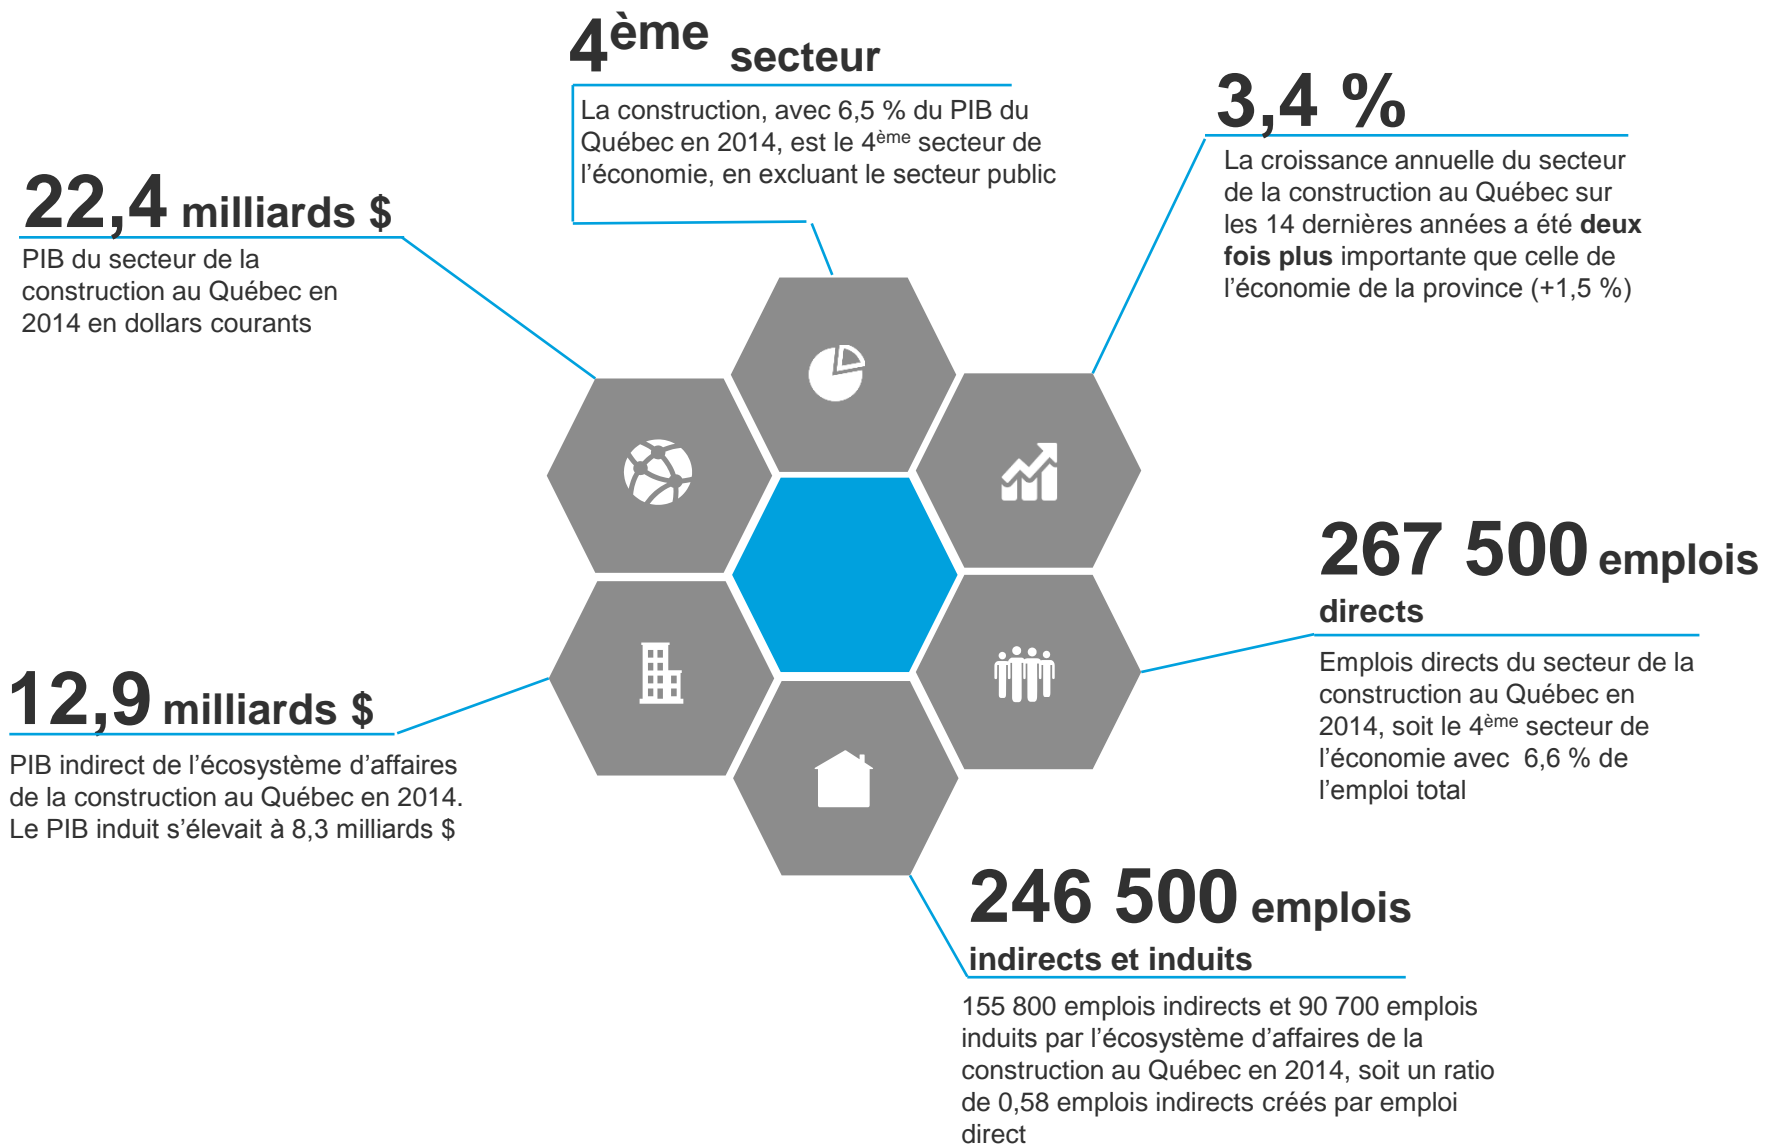 4ème secteur
La construction, avec 6,5 % du PIB du
Québec en 2014, est le 4ème secteur de
l’économie, en excluant le secteur public
3,4 %
La croissance annuelle du secteur
de la construction au Québec sur
les 14 dernières années a été deux
fois plus importante que celle de
l’économie de la province (+1,5 %)
22,4 milliards $
PIB du secteur de la
construction au Québec en
2014 en dollars courants
267 500 emplois
directs
Emplois directs du secteur de la
construction au Québec en
2014, soit le 4ème secteur de
l’économie avec 6,6 % de
l’emploi total
12,9 milliards $
PIB indirect de l’écosystème d’affaires
de la construction au Québec en 2014.
Le PIB induit s’élevait à 8,3 milliards $
246 500 emplois
indirects et induits
155 800 emplois indirects et 90 700 emplois
induits par l’écosystème d’affaires de la
construction au Québec en 2014, soit un ratio
de 0,58 emplois indirects créés par emploi
direct